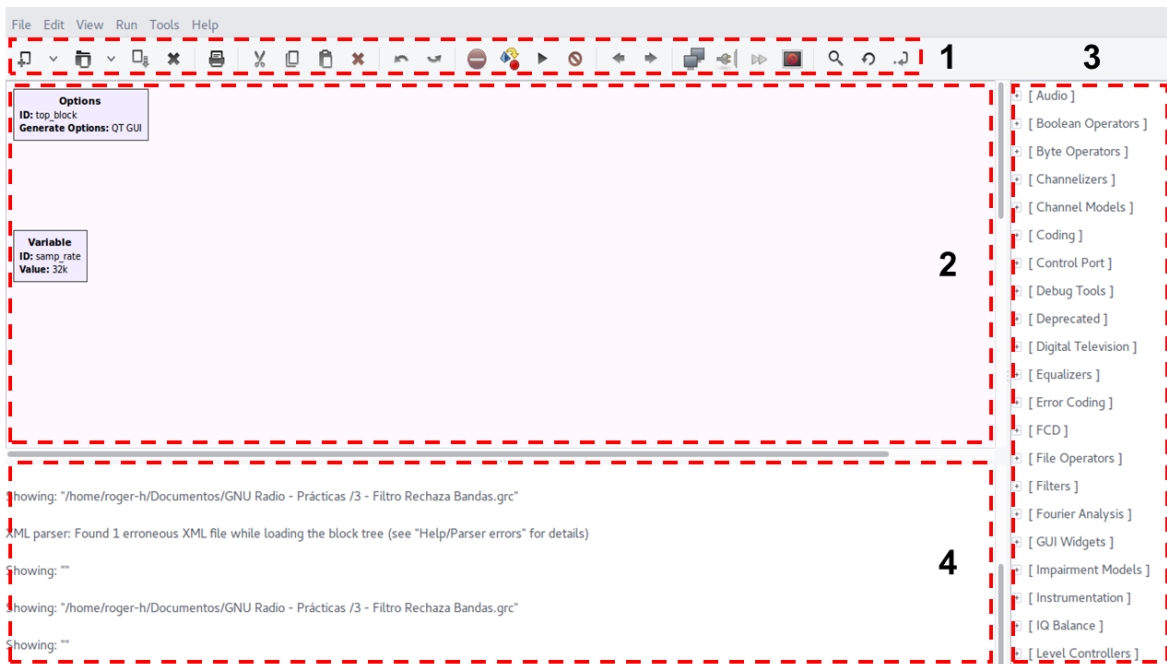 File Edit View Run Tools Help
1
3
Options
ID: top_block
Generate Options: QT GUI
Variable
ID: samp_rate
Value: 32k
2
[ Audio ]
[ Boolean Operators ]
[ Byte Operators ]
[ Channelizers ]
[ Channel Models ]
[ Coding ]
[ Control Port ]
[ Debug Tools ]
[ Deprecated ]
[ Digital Television ]
[ Equalizers ]
[ Error Coding ]
[ FCD ]
[ File Operators ]
[ Filters ]
[ Fourier Analysis ]
[ GUI Widgets ]
[ Impairment Models ]
[ Instrumentation ]
[ IQ Balance ]
[ Level Controllers ]
Showing: "/home/roger-h/Documentos/GNU Radio - Prácticas /3 - Filtro Rechaza Bandas.grc"
XML parser: Found 1 erroneous XML file while loading the block tree (see "Help/Parser errors" for details)
Showing: ""
4
Showing: "/home/roger-h/Documentos/GNU Radio - Prácticas /3 - Filtro Rechaza Bandas.grc"
Showing: ""